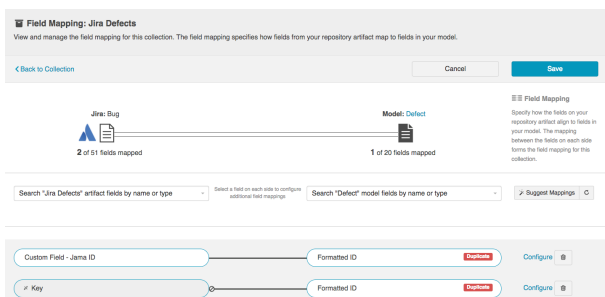 Field Mapping: Jira Defects
View and manage the field mapping for this collection. The field mapping specifies how fields from your repository artifact map to fields in your model.
Back to Collection
Cancel
Save
Jira: Bug
2 of 51 fields mapped
Model: Defect
1 of 20 fields mapped
Field Mapping
Specify how the fields on your
repository artifact align to fields in
your model. The mapping
between the fields on each side
forms the field mapping for this
collection.
Search "Jira Defects" artifact fields by name or type
Select a field on each side to configure
additional field mappings
Search "Defect" model fields by name or type
Suggest Mappings
Custom Field - Jama ID
Formatted ID
Duplicate
Configure
Key
Formatted ID
Duplicate
Configure